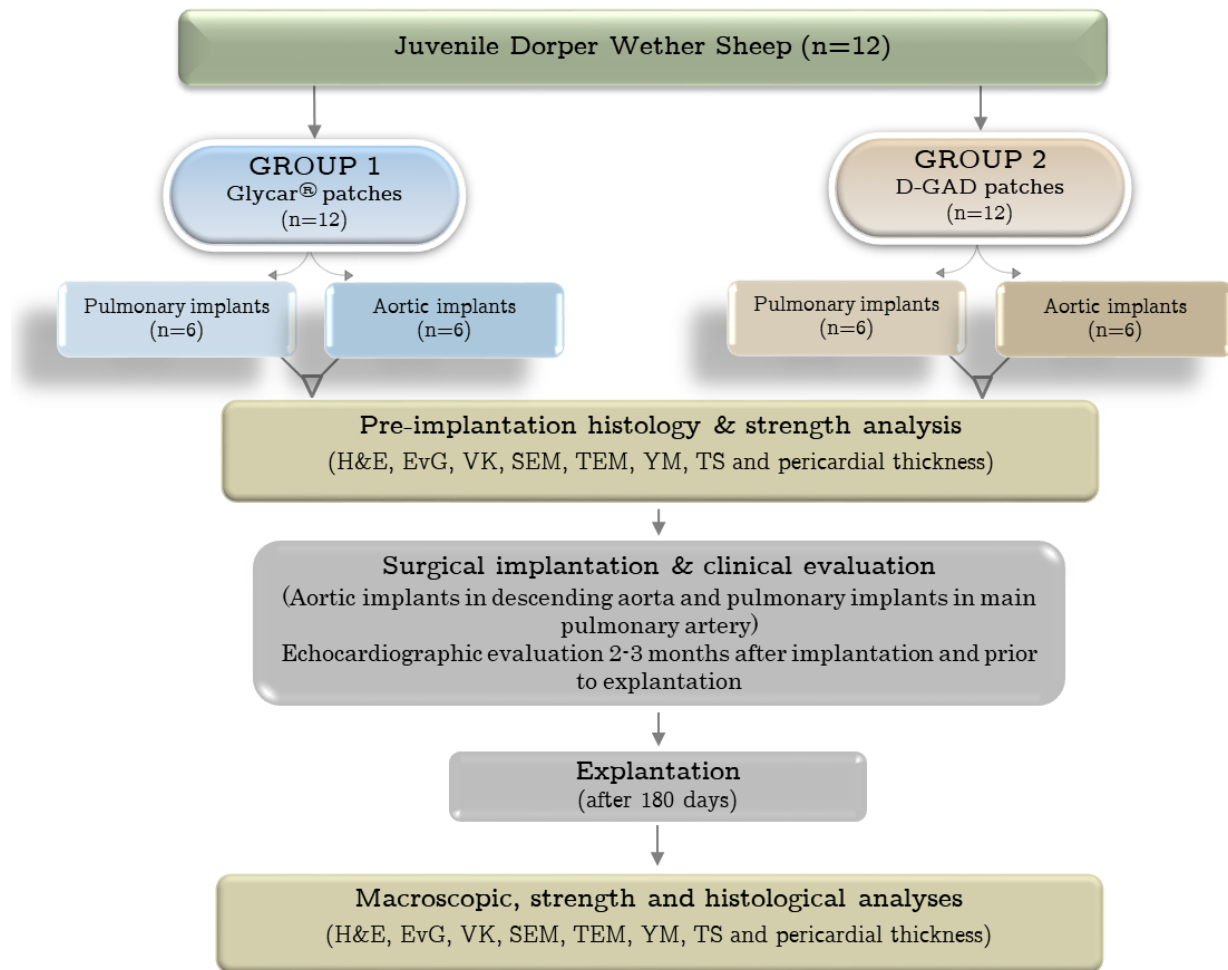 Juvenile Dorper Wether Sheep (n=12)
GROUP 1
Glycar® patches
(n=12)
GROUP 2
D-GAD patches
(n=12)
Pulmonary implants
(n=6)
Aortic implants
(n=6)
Pulmonary implants
(n=6)
Aortic implants
(n=6)
Pre-implantation histology & strength analysis
(H&E, EvG, VK, SEM, TEM, YM, TS and pericardial thickness)
Surgical implantation & clinical evaluation
(Aortic implants in descending aorta and pulmonary implants in main
pulmonary artery)
Echocardiographic evaluation 2-3 months after implantation and prior
to explantation
Explantation
(after 180 days)
Macroscopic, strength and histological analyses
(H&E, EvG, VK, SEM, TEM, YM, TS and pericardial thickness)